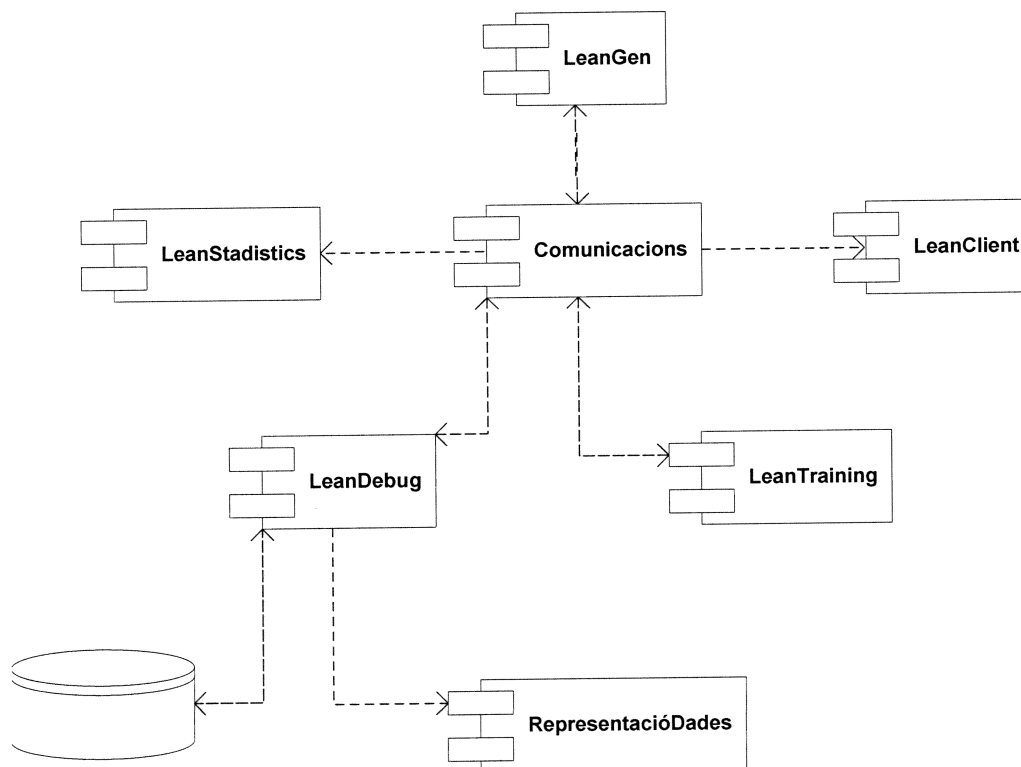 LeanGen
LeanStadistics
Comunicacions
LeanClient
LeanDebug
LeanTraining
RepresentacióDades